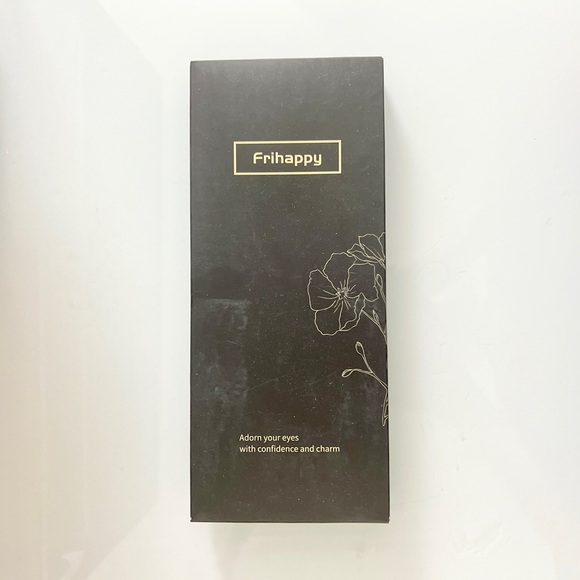 Frihappy
Adorn your eyes
with confidence and charm